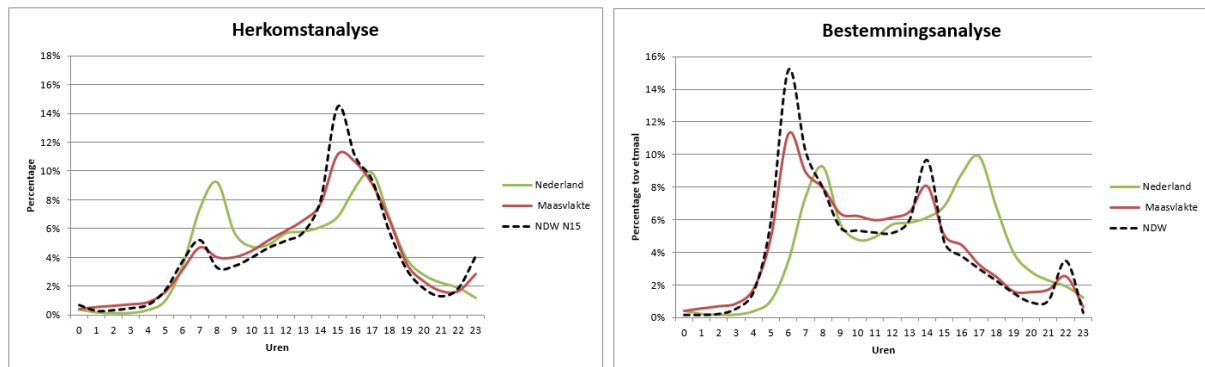 Herkomstanalyse
18%
16%
14%
12%
10%
8%
6%
4%
2%
0%
Percentage
0 1 2 3 4 5 6 7 8 9 10 11 12 13 14 15 16 17 18 19 20 21 22 23
Uren
Nederland
Maasvlakte
NDW N15
Bestemmingsanalyse
16%
14%
12%
10%
8%
6%
4%
2%
0%
Percentage tov etmaal
0 1 2 3 4 5 6 7 8 9 10 11 12 13 14 15 16 17 18 19 20 21 22 23
Uren
Nederland
Maasvlakte
NDW